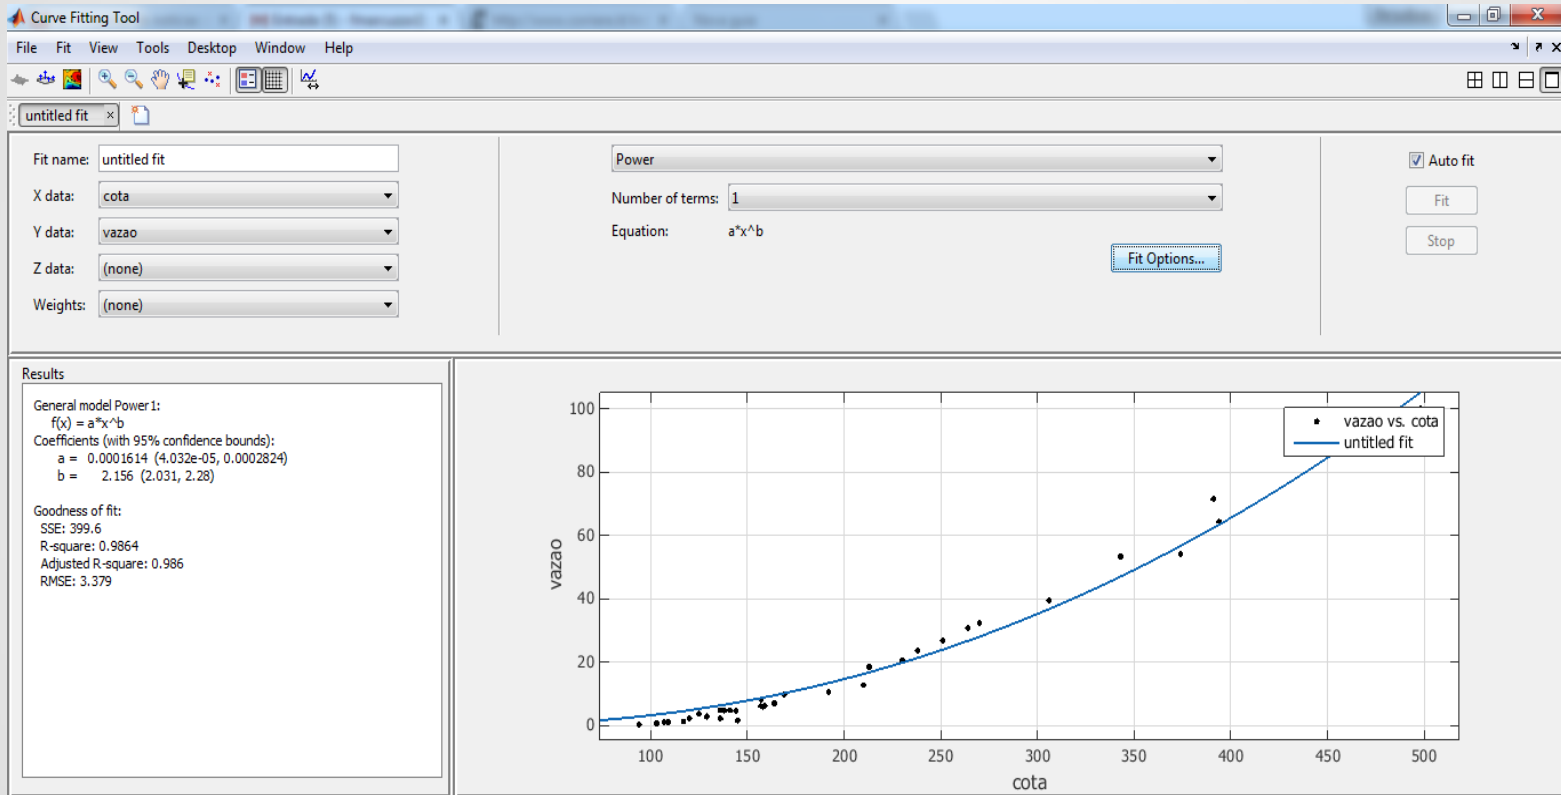 Curve Fitting Tool
File Fit View Tools Desktop Window Help
untitled fit
Fit name: untitled fit
X data: cota
Y data: vazao
Z data: (none)
Weights: (none)
Power
Number of terms: 1
Equation: a*x^b
Fit Options...
Auto fit
Fit
Stop
Results
General model Power1:
f(x) = a*x^b
Coefficients (with 95% confidence bounds):
a = 0.0001614 (4.032e-05, 0.0002824)
b = 2.156 (2.031, 2.28)
Goodness of fit:
SSE: 399.6
R-square: 0.9864
Adjusted R-square: 0.986
RMSE: 3.379
vazao vs. cota
untitled fit
100
80
60
40
20
0
vazao
100 150 200 250 300 350 400 450 500
cota